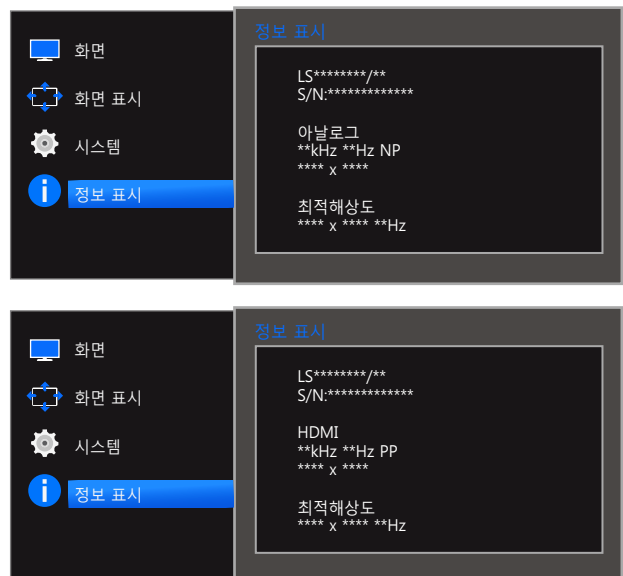 화면
화면 표시
시스템
정보 표시
정보 표시
LS********/**
S/N:*************
아날로그
**kHz **Hz NP
**** x ****
최적해상도
**** x **** **Hz
화면
화면 표시
시스템
정보 표시
정보 표시
LS********/**
S/N:*************
HDMI
**kHz **Hz PP
**** x ****
최적해상도
**** x **** **Hz